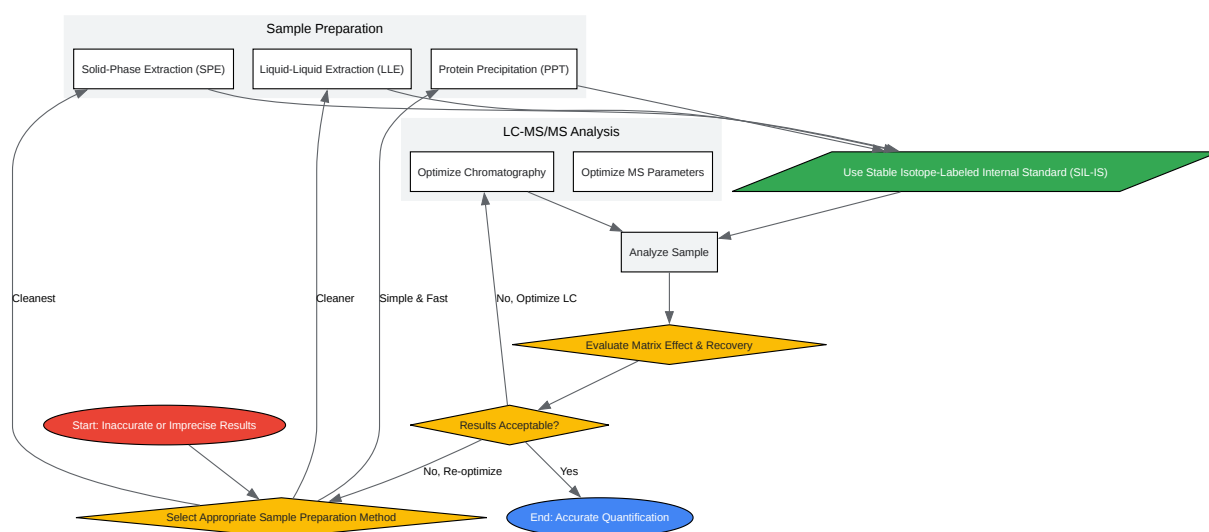 Sample Preparation
Solid-Phase Extraction (SPE)
Liquid-Liquid Extraction (LLE)
Protein Precipitation (PPT)
LC-MS/MS Analysis
Optimize Chromatography
Optimize MS Parameters
Use Stable Isotope-Labeled Internal Standard (SIL-IS)
Analyze Sample
Cleanest
Cleaner
Simple & Fast
No, Optimize LC
Evaluate Matrix Effect & Recovery
Start: Inaccurate or Imprecise Results
Results Acceptable?
No, Re-optimize
Yes
Select Appropriate Sample Preparation Method
End: Accurate Quantification